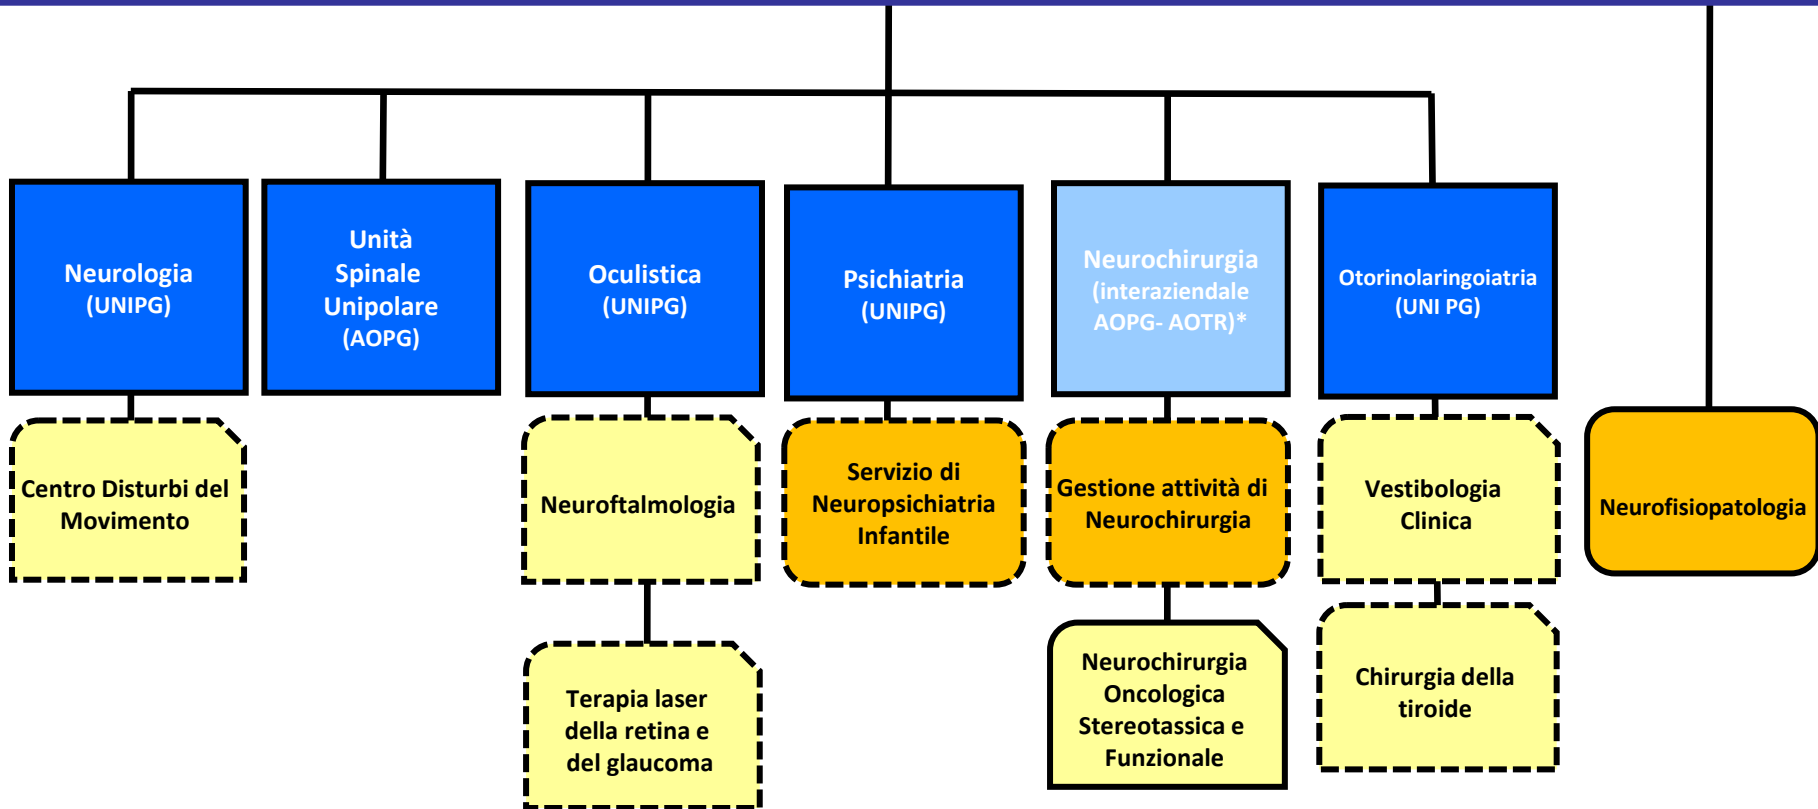 Neurologia
(UNIPG)
Unità
Spinale
Unipolare
(AOPG)
Oculistica
(UNIPG)
Psichiatria
(UNIPG)
Neurochirurgia
(interaziendale
AOPG- AOTR)*
Otorinolaringoiatria
(UNI PG)
Centro Disturbi del
Movimento
Neuroftalmologia
Servizio di
Neuropsichiatria
Infantile
Gestione attività di
Neurochirurgia
Vestibologia
Clinica
Neurofisiopatologia
Terapia laser
della retina e
del glaucoma
Neurochirurgia
Oncologica
Stereotassica e
Funzionale
Chirurgia della
tiroide